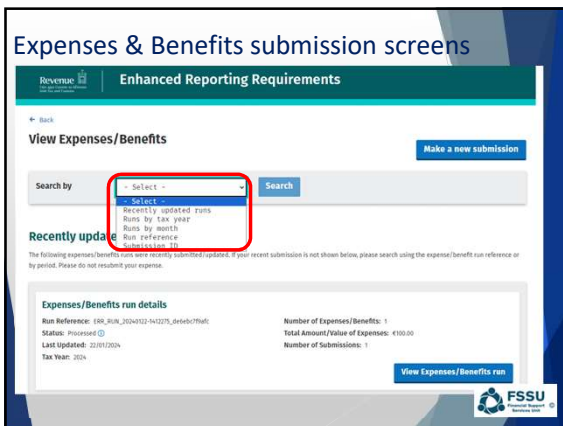 Expenses & Benefits submission screens
Revenue
Enhanced Reporting Requirements
← Back
View Expenses/Benefits
Make a new submission
Search by
- Select -
Search
- Select -
Recently updated runs
Runs by tax year
Runs by month
Run reference
Submission ID
Recently upda
The following expenses/benefits runs were recently submitted/updated. If your recent submission is not shown below, please search using the expense/benefit run reference or
by period. Please do not resubmit your expense.
Expenses/Benefits run details
Run Reference:
Number of Expenses/Benefits: 1
Status: Processed
Total Amount/Value of Expenses: €100.00
Last Updated: 22/01/2024
Number of Submissions: 1
Tax Year: 2024
View Expenses/Benefits run
FSSU
Financial Support
Services Unit